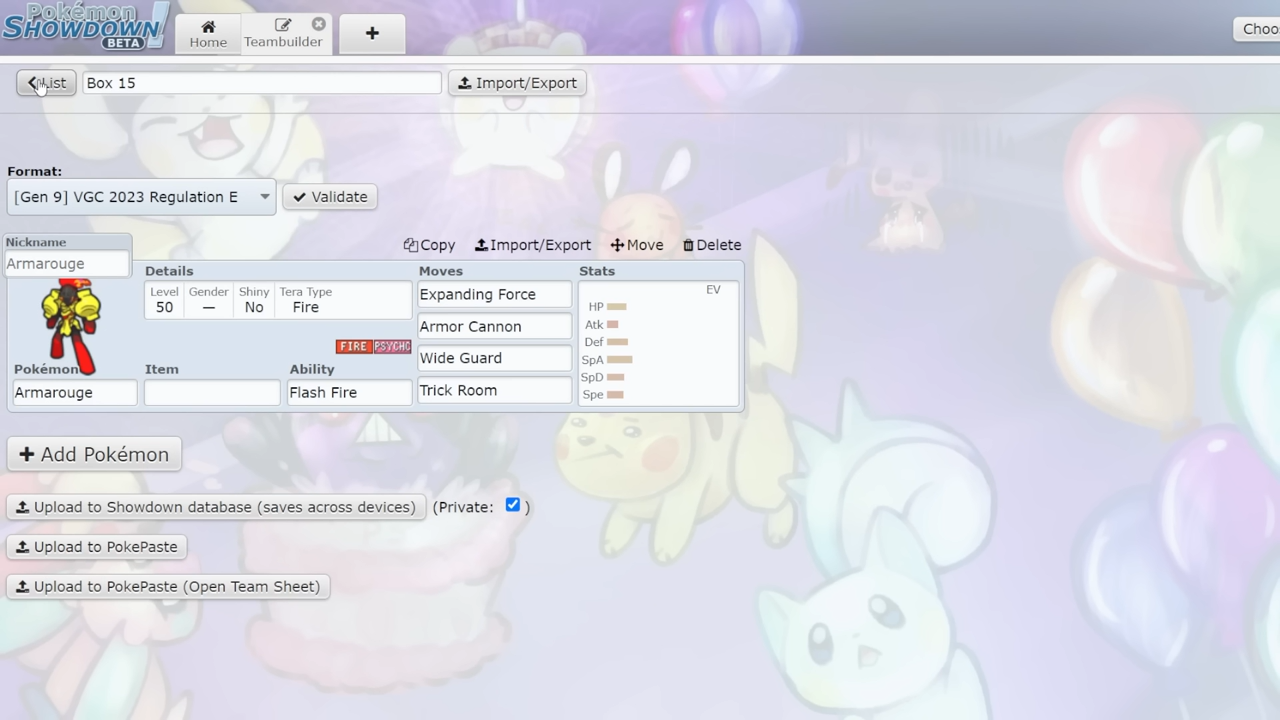 Pokémon
SHOWDOWN!
BETA
Home
Teambuilder
Choo
List
Box 15
Import/Export
Format:
[Gen 9] VGC 2023 Regulation E
Validate
Nickname
Armarouge
Copy
Import/Export
Move
Delete
Details
Moves
Stats
Level
Gender
Shiny
Tera Type
50
—
No
Fire
FIRE
PSYCHC
Pokémon
Item
Ability
Armarouge
Flash Fire
Expanding Force
Armor Cannon
Wide Guard
Trick Room
EV
HP
Atk
Def
SpA
SpD
Spe
Add Pokémon
Upload to Showdown database (saves across devices)
(Private: )
Upload to PokePaste
Upload to PokePaste (Open Team Sheet)